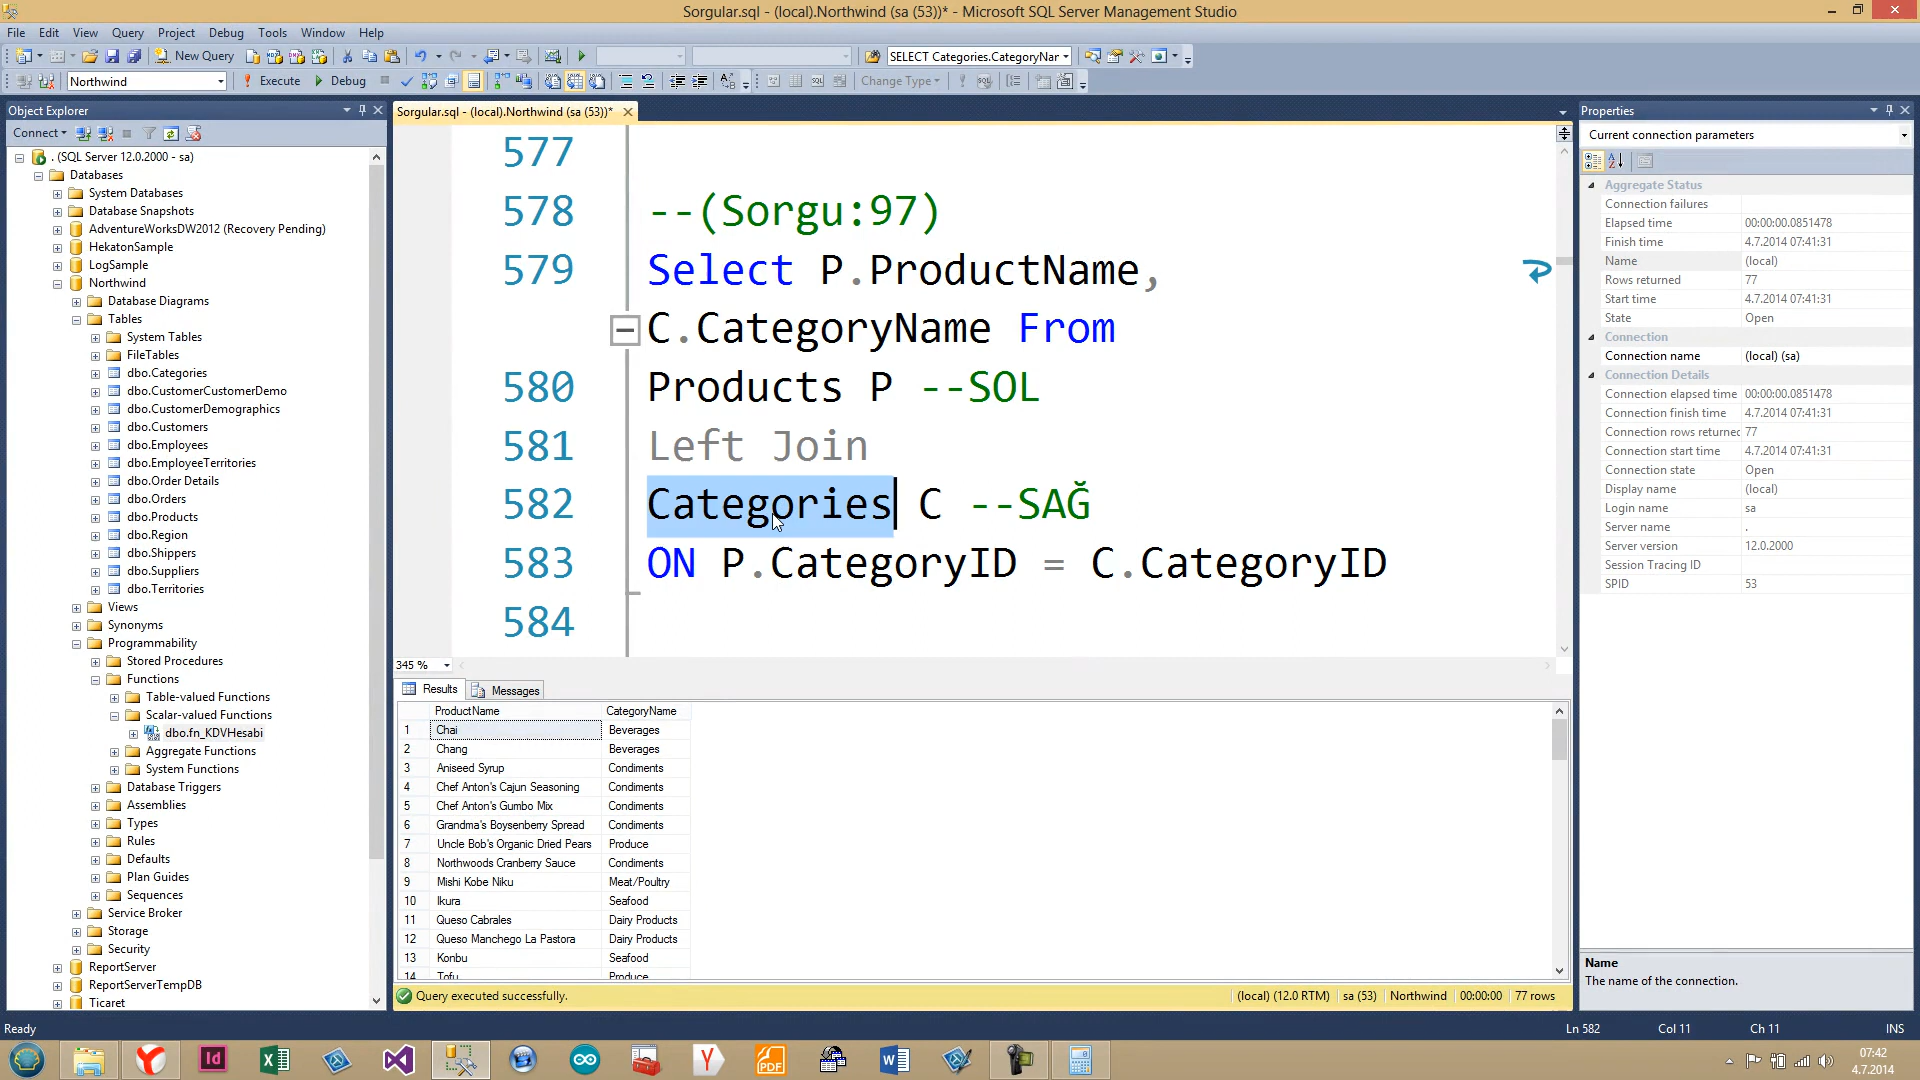 Sorgular.sql - (local).Northwind (sa (53))* - Microsoft SQL Server Management Studio
File Edit View Query Project Debug Tools Window Help
New Query
SELECT Categories.CategoryNar
Northwind
Execute
Debug
Change Type
Object Explorer
Connect
. (SQL Server 12.0.2000 - sa)
Databases
System Databases
Database Snapshots
AdventureWorksDW2012 (Recovery Pending)
HekatonSample
LogSample
Northwind
Database Diagrams
Tables
System Tables
FileTables
dbo.Categories
dbo.CustomerCustomerDemo
dbo.CustomerDemographics
dbo.Customers
dbo.Employees
dbo.EmployeeTerritories
dbo.Order Details
dbo.Orders
dbo.Products
dbo.Region
dbo.Shippers
dbo.Suppliers
dbo.Territories
Views
Synonyms
Programmability
Stored Procedures
Functions
Table-valued Functions
Scalar-valued Functions
dbo.fn_KDVHesabi
Aggregate Functions
System Functions
Database Triggers
Assemblies
Types
Rules
Defaults
Plan Guides
Sequences
Service Broker
Storage
Security
ReportServer
ReportServerTempDB
Ticaret
Sorgular.sql - (local).Northwind (sa (53))*
577
578 --(Sorgu:97)
579 Select P.ProductName,
C.CategoryName From
580 Products P --SOL
581 Left Join
582 Categories C --SAĞ
583 ON P.CategoryID = C.CategoryID
584
345 %
Results Messages
ProductName CategoryName
1 Chai Beverages
2 Chang Beverages
3 Aniseed Syrup Condiments
4 Chef Anton's Cajun Seasoning Condiments
5 Chef Anton's Gumbo Mix Condiments
6 Grandma's Boysenberry Spread Condiments
7 Uncle Bob's Organic Dried Pears Produce
8 Northwoods Cranberry Sauce Condiments
9 Mishi Kobe Niku Meat/Poultry
10 Ikura Seafood
11 Queso Cabrales Dairy Products
12 Queso Manchego La Pastora Dairy Products
13 Konbu Seafood
14 Tofu Produce
Query executed successfully.
(local) (12.0 RTM) sa (53) Northwind 00:00:00 77 rows
Properties
Current connection parameters
Aggregate Status
Connection failures
Elapsed time 00:00:00.0851478
Finish time 4.7.2014 07:41:31
Name (local)
Rows returned 77
Start time 4.7.2014 07:41:31
State Open
Connection
Connection name (local) (sa)
Connection Details
Connection elapsed time 00:00:00.0851478
Connection finish time 4.7.2014 07:41:31
Connection rows returned 77
Connection start time 4.7.2014 07:41:31
Connection state Open
Display name (local)
Login name sa
Server name .
Server version 12.0.2000
Session Tracing ID
SPID 53
Name
The name of the connection.
Ready
Ln 582 Col 11 Ch 11 INS
07:42
4.7.2014